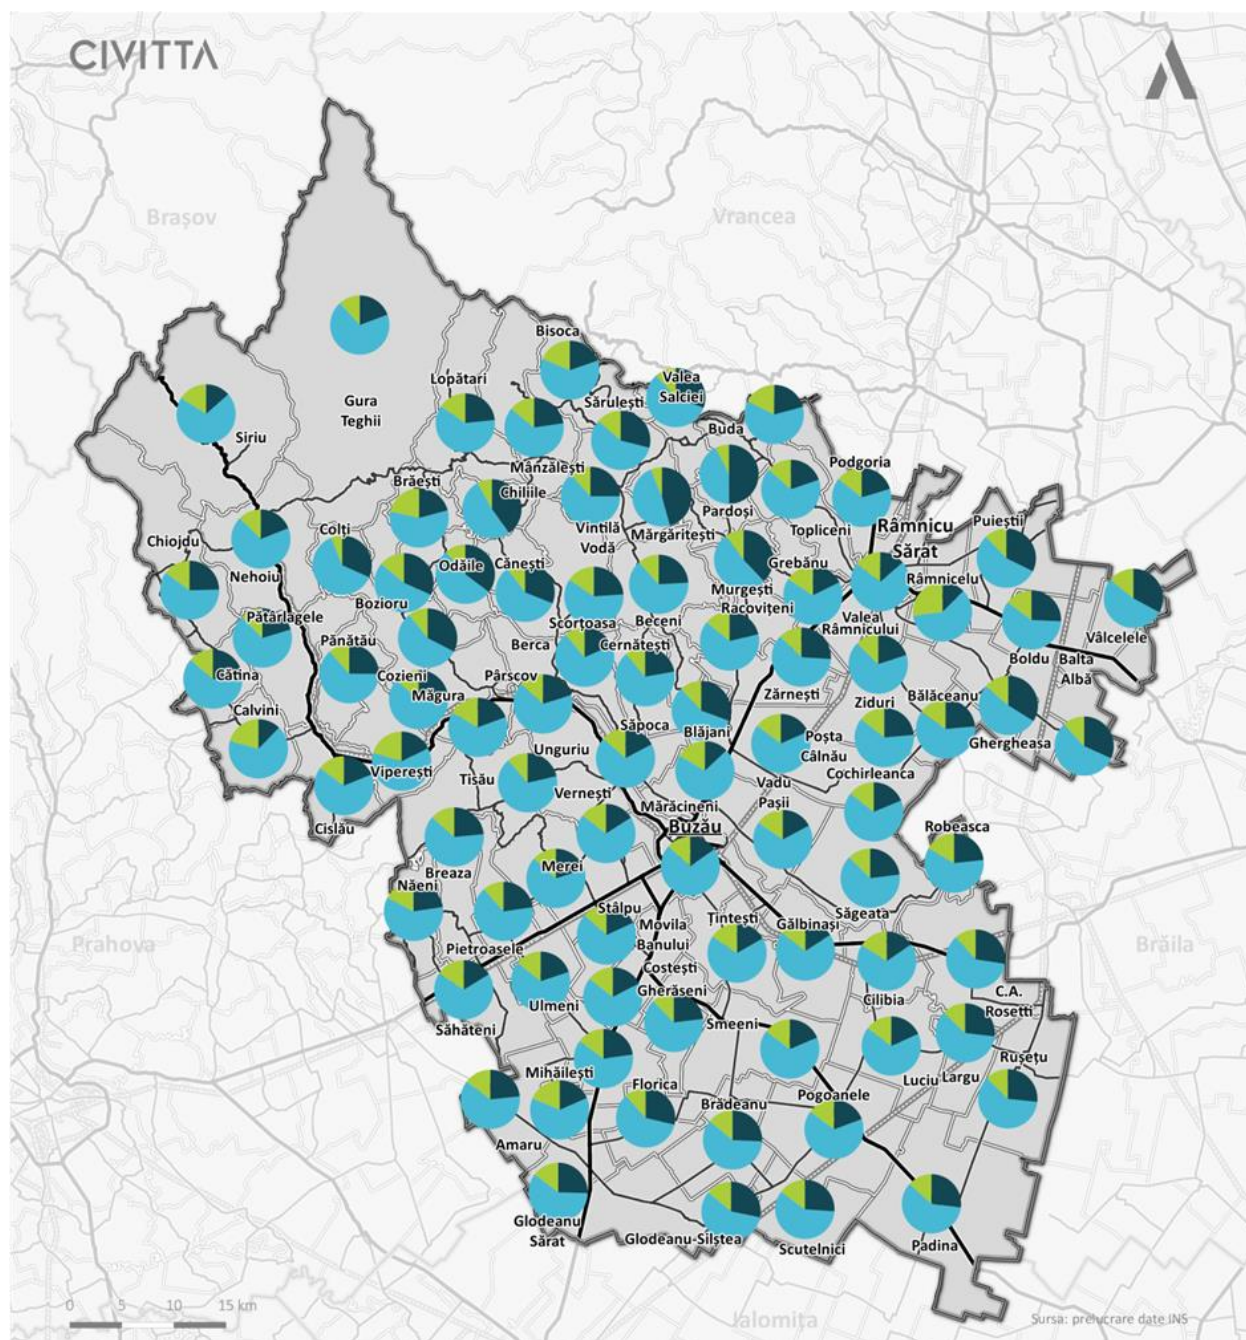 CIVITTA
Brașov
Vrancea
Bisoca
Lopătari
Valea
Salciei
Gura
Teghii
Sărulești
Siriu
Buda
Mânzălești
Podgoria
Brăești
Chiliile
Pardoși
Vintilă
Vodă
Mărgăritești
Topliceni
Râmnicu
Sărat
Puieștii
Colți
Chiojdu
Nehoiu
Odăile
Cănești
Grebănu
Murgești
Râmnicelu
Bozioru
Racovițeni
Pătârlagele
Scorțoasa
Beceni
Valea
Râmnicului
Vâlcelele
Pănătău
Berca
Cernătești
Boldu
Balta
Albă
Cătina
Cozieni
Măgura
Pârscov
Zărnești
Calvini
Săpoca
Blăjani
Ziduri
Bălăceanu
Poșta
Câlnău
Ghergheasa
Unguriu
Viperești
Tisău
Vernești
Vadu
Pașii
Cochirleanca
Cislău
Mărăcineni
Buzău
Robeasca
Breaza
Merei
Năeni
Stâlpu
Movila
Banului
Țintești
Gălbinași
Săgeata
Pietroasele
Prahova
Brăila
Costești
Gherăseni
Ulmeni
Cilibia
C.A.
Rosetti
Săhăteni
Smeeni
Rușețu
Mihăilești
Florica
Luciu
Largu
Brădeanu
Pogoanele
Amaru
Glodeanu
Sărat
Glodeanu-Silștea
Scutelnici
Padina
0 5 10 15 km
Ialomița
Sursa: prelucrare date INS